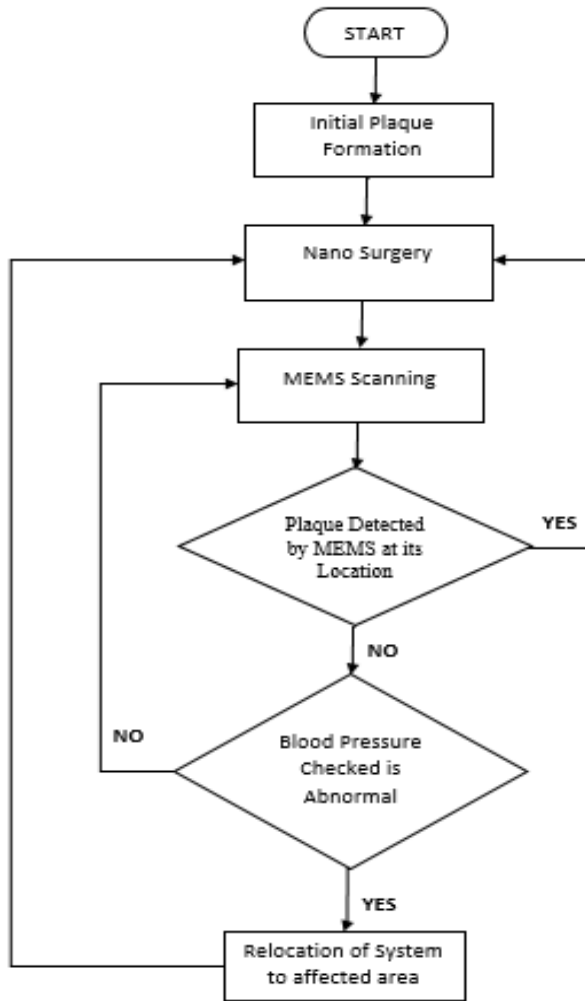 START
Initial Plaque
Formation
Nano Surgery
MEMS Scanning
Plaque Detected
by MEMS at its
Location
YES
NO
NO
Blood Pressure
Checked is
Abnormal
YES
Relocation of System
to affected area